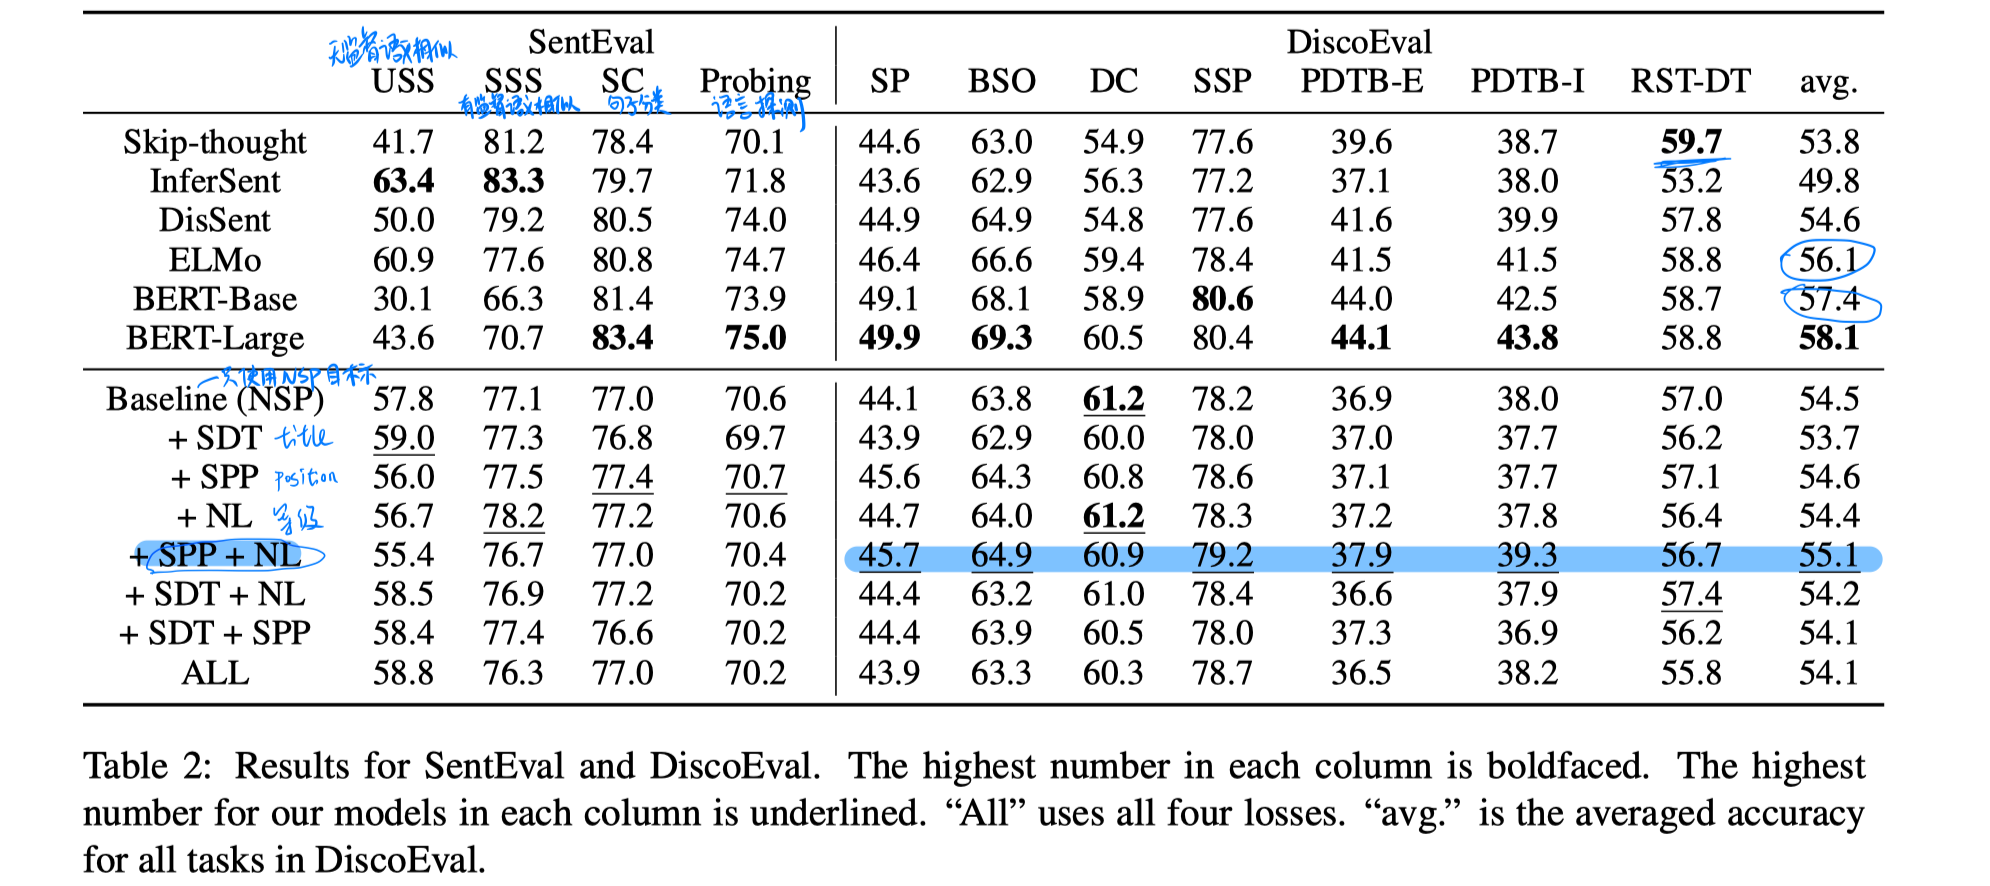 无监督语义相似 SentEval DiscoEval
USS SSS SC Probing SP BSO DC SSP PDTB-E PDTB-I RST-DT avg.
有监督语义相似 句子分类 语言探测
Skip-thought 41.7 81.2 78.4 70.1 44.6 63.0 54.9 77.6 39.6 38.7 59.7 53.8
InferSent 63.4 83.3 79.7 71.8 43.6 62.9 56.3 77.2 37.1 38.0 53.2 49.8
DisSent 50.0 79.2 80.5 74.0 44.9 64.9 54.8 77.6 41.6 39.9 57.8 54.6
ELMo 60.9 77.6 80.8 74.7 46.4 66.6 59.4 78.4 41.5 41.5 58.8 56.1
BERT-Base 30.1 66.3 81.4 73.9 49.1 68.1 58.9 80.6 44.0 42.5 58.7 57.4
BERT-Large 43.6 70.7 83.4 75.0 49.9 69.3 60.5 80.4 44.1 43.8 58.8 58.1
只使用NSP目标
Baseline (NSP) 57.8 77.1 77.0 70.6 44.1 63.8 61.2 78.2 36.9 38.0 57.0 54.5
+ SDT title 59.0 77.3 76.8 69.7 43.9 62.9 60.0 78.0 37.0 37.7 56.2 53.7
+ SPP position 56.0 77.5 77.4 70.7 45.6 64.3 60.8 78.6 37.1 37.7 57.1 54.6
+ NL 等级 56.7 78.2 77.2 70.6 44.7 64.0 61.2 78.3 37.2 37.8 56.4 54.4
+ SPP + NL 55.4 76.7 77.0 70.4 45.7 64.9 60.9 79.2 37.9 39.3 56.7 55.1
+ SDT + NL 58.5 76.9 77.2 70.2 44.4 63.2 61.0 78.4 36.6 37.9 57.4 54.2
+ SDT + SPP 58.4 77.4 76.6 70.2 44.4 63.9 60.5 78.0 37.3 36.9 56.2 54.1
ALL 58.8 76.3 77.0 70.2 43.9 63.3 60.3 78.7 36.5 38.2 55.8 54.1
Table 2: Results for SentEval and DiscoEval. The highest number in each column is boldfaced. The highest
number for our models in each column is underlined. “All” uses all four losses. “avg.” is the averaged accuracy
for all tasks in DiscoEval.